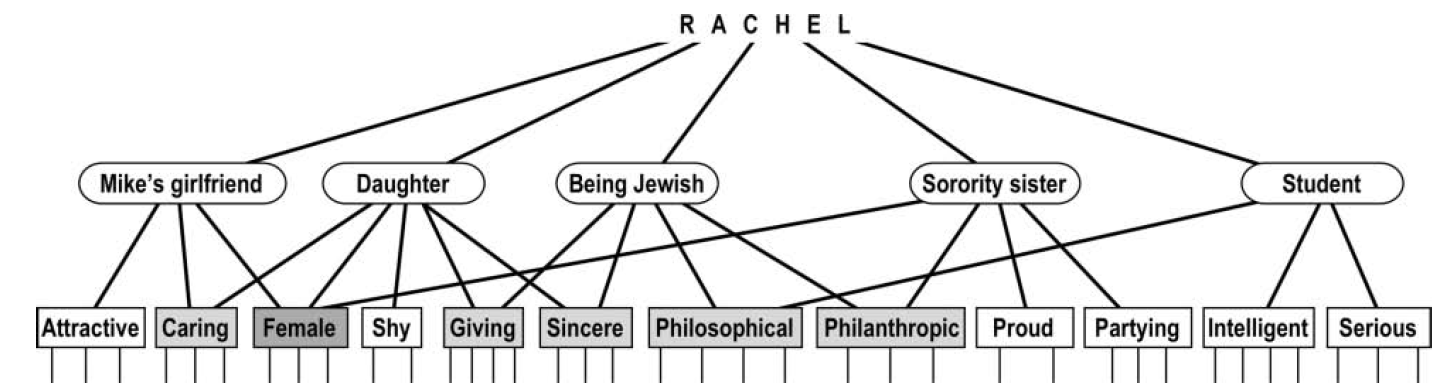 RACHEL
Mike's girlfriend Daughter Being Jewish Sorority sister Student
Attractive Caring Female Shy Giving Sincere Philosophical Philanthropic Proud Partying Intelligent Serious